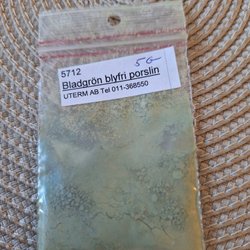 5712 5G
Bladgrön blyfri porslin
UTERM AB Tel 011-368550